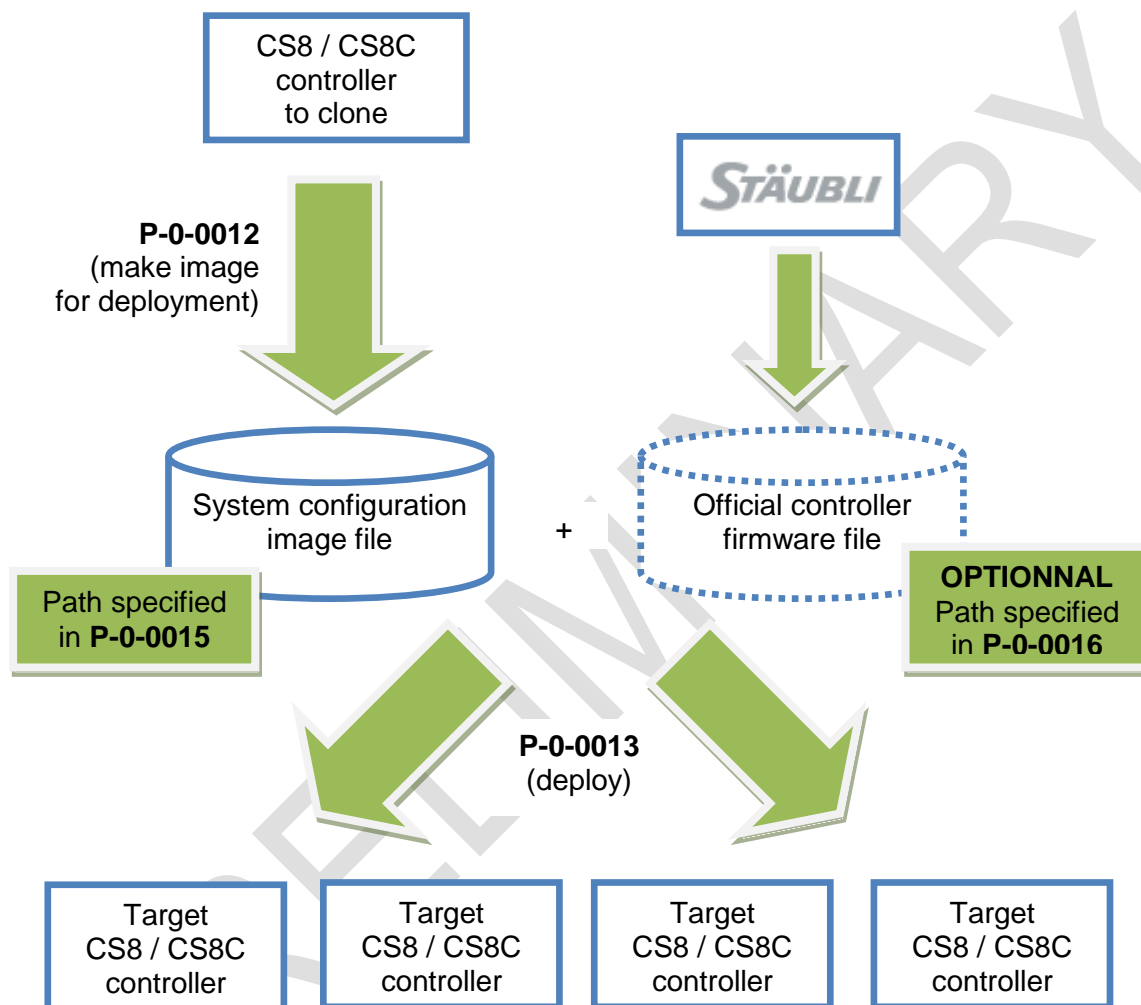 CS8 / CS8C
controller
to clone
STÄUBLI
P-0-0012
(make image
for deployment)
System configuration
image file
+
Official controller
firmware file
Path specified
in P-0-0015
OPTIONNAL
Path specified
in P-0-0016
P-0-0013
(deploy)
Target
CS8 / CS8C
controller
Target
CS8 / CS8C
controller
Target
CS8 / CS8C
controller
Target
CS8 / CS8C
controller
PRELIMINARY